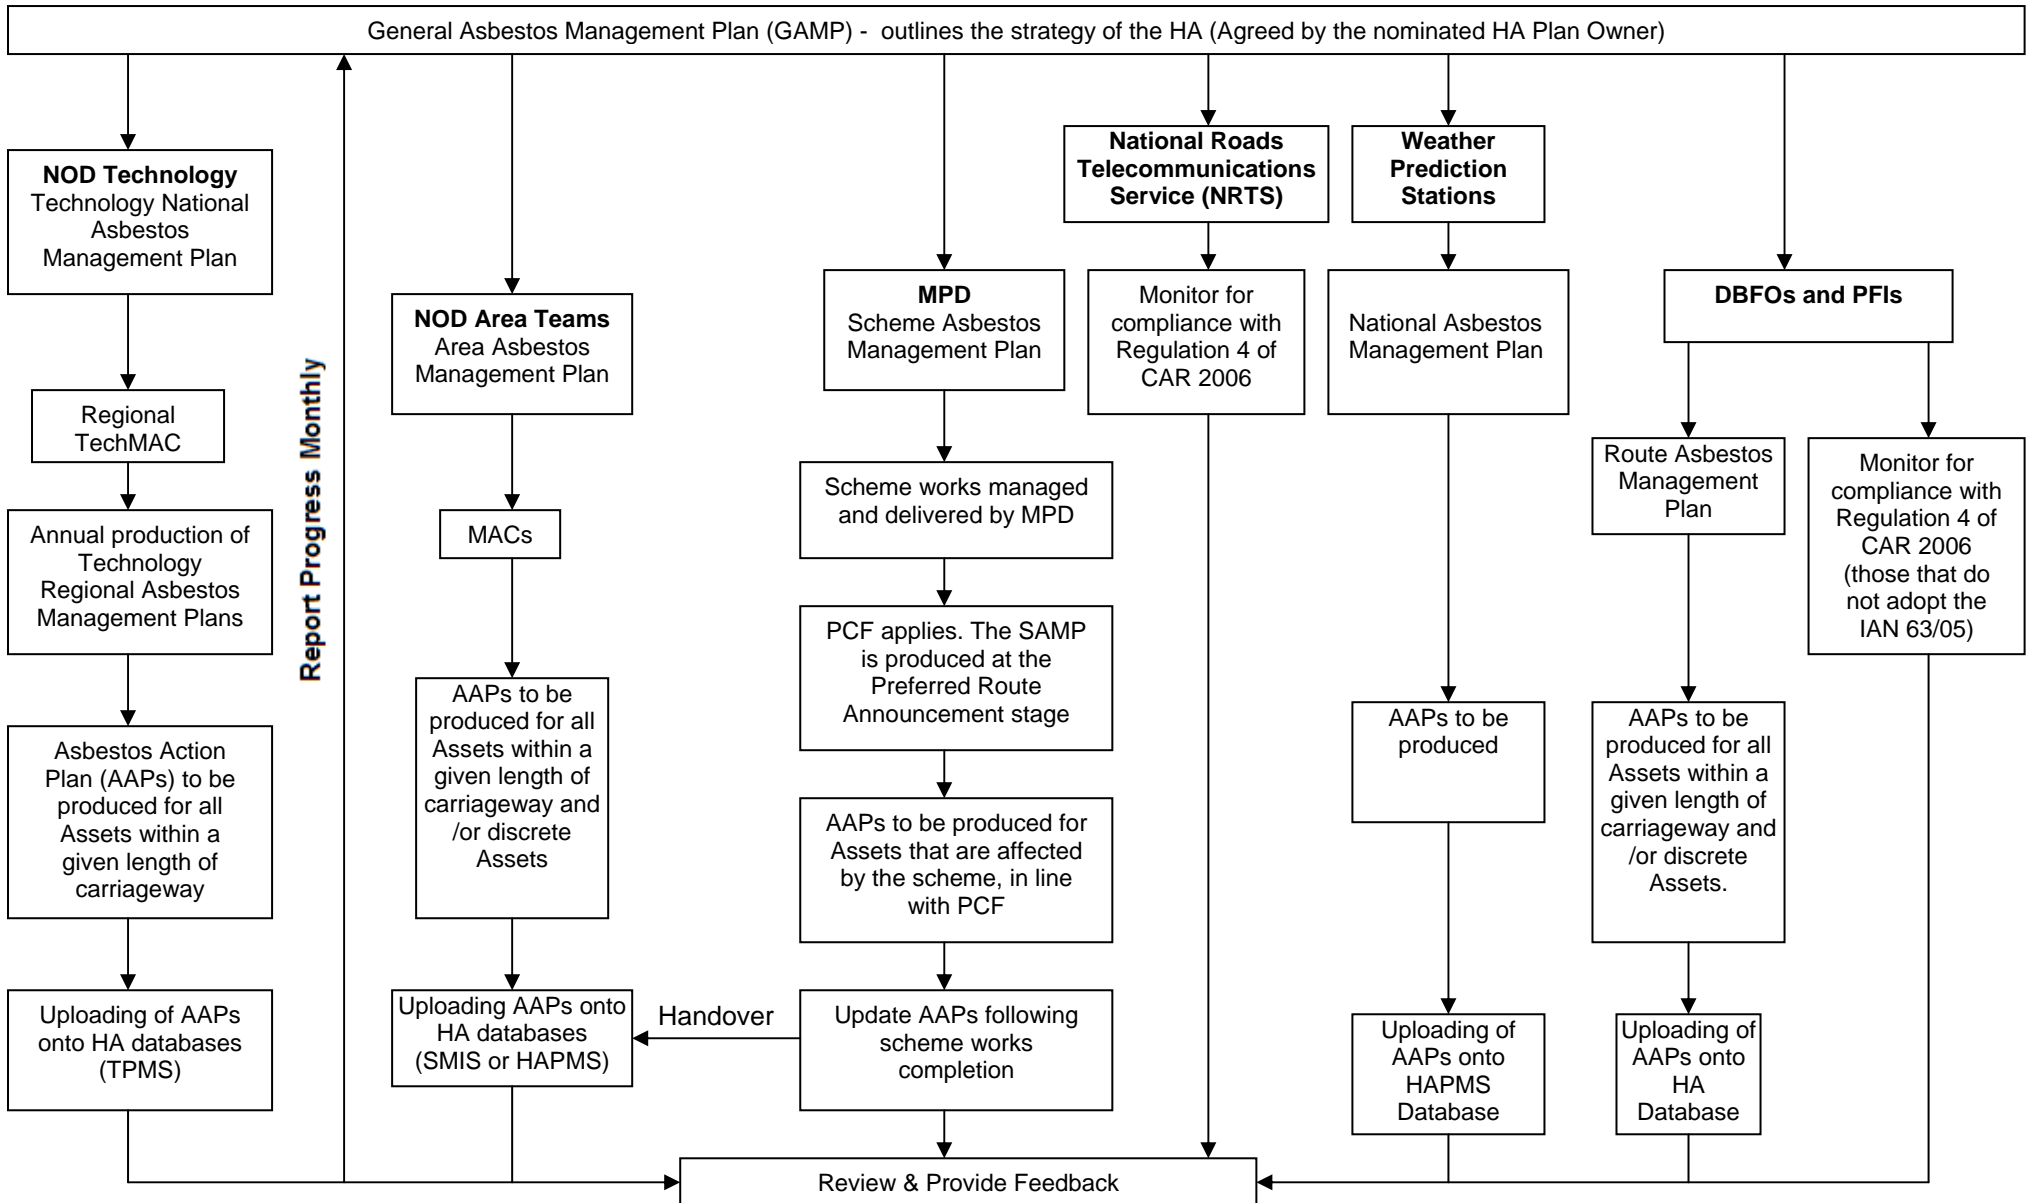 General Asbestos Management Plan (GAMP) - outlines the strategy of the HA (Agreed by the nominated HA Plan Owner)
NOD Technology
Technology National
Asbestos
Management Plan
Regional
TechMAC
Annual production of
Technology
Regional Asbestos
Management Plans
Asbestos Action
Plan (AAPs) to be
produced for all
Assets within a
given length of
carriageway
Uploading of AAPs
onto HA databases
(TPMS)
Report Progress Monthly
NOD Area Teams
Area Asbestos
Management Plan
MACs
AAPs to be
produced for all
Assets within a
given length of
carriageway and
/or discrete
Assets
Uploading AAPs onto
HA databases
(SMIS or HAPMS)
Handover
MPD
Scheme Asbestos
Management Plan
Scheme works managed
and delivered by MPD
PCF applies. The SAMP
is produced at the
Preferred Route
Announcement stage
AAPs to be produced for
Assets that are affected
by the scheme, in line
with PCF
Update AAPs following
scheme works
completion
National Roads
Telecommunications
Service (NRTS)
Monitor for
compliance with
Regulation 4 of
CAR 2006
Weather
Prediction
Stations
National Asbestos
Management Plan
AAPs to be
produced
Uploading of
AAPs onto
HAPMS
Database
DBFOs and PFIs
Route Asbestos
Management
Plan
AAPs to be
produced for all
Assets within a
given length of
carriageway and
/or discrete
Assets.
Uploading of
AAPs onto
HA
Database
Monitor for
compliance with
Regulation 4 of
CAR 2006
(those that do
not adopt the
IAN 63/05)
Review & Provide Feedback